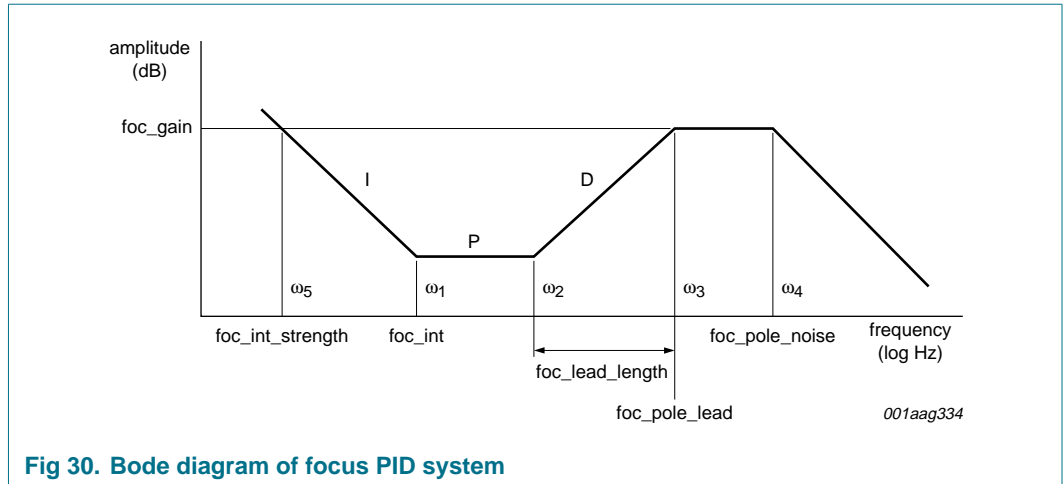 amplitude
(dB)
foc_gain
I
D
P
ω5
ω1
ω2
ω3
ω4
foc_int_strength
foc_int
foc_pole_noise
frequency
(log Hz)
foc_lead_length
foc_pole_lead
001aag334
Fig 30. Bode diagram of focus PID system